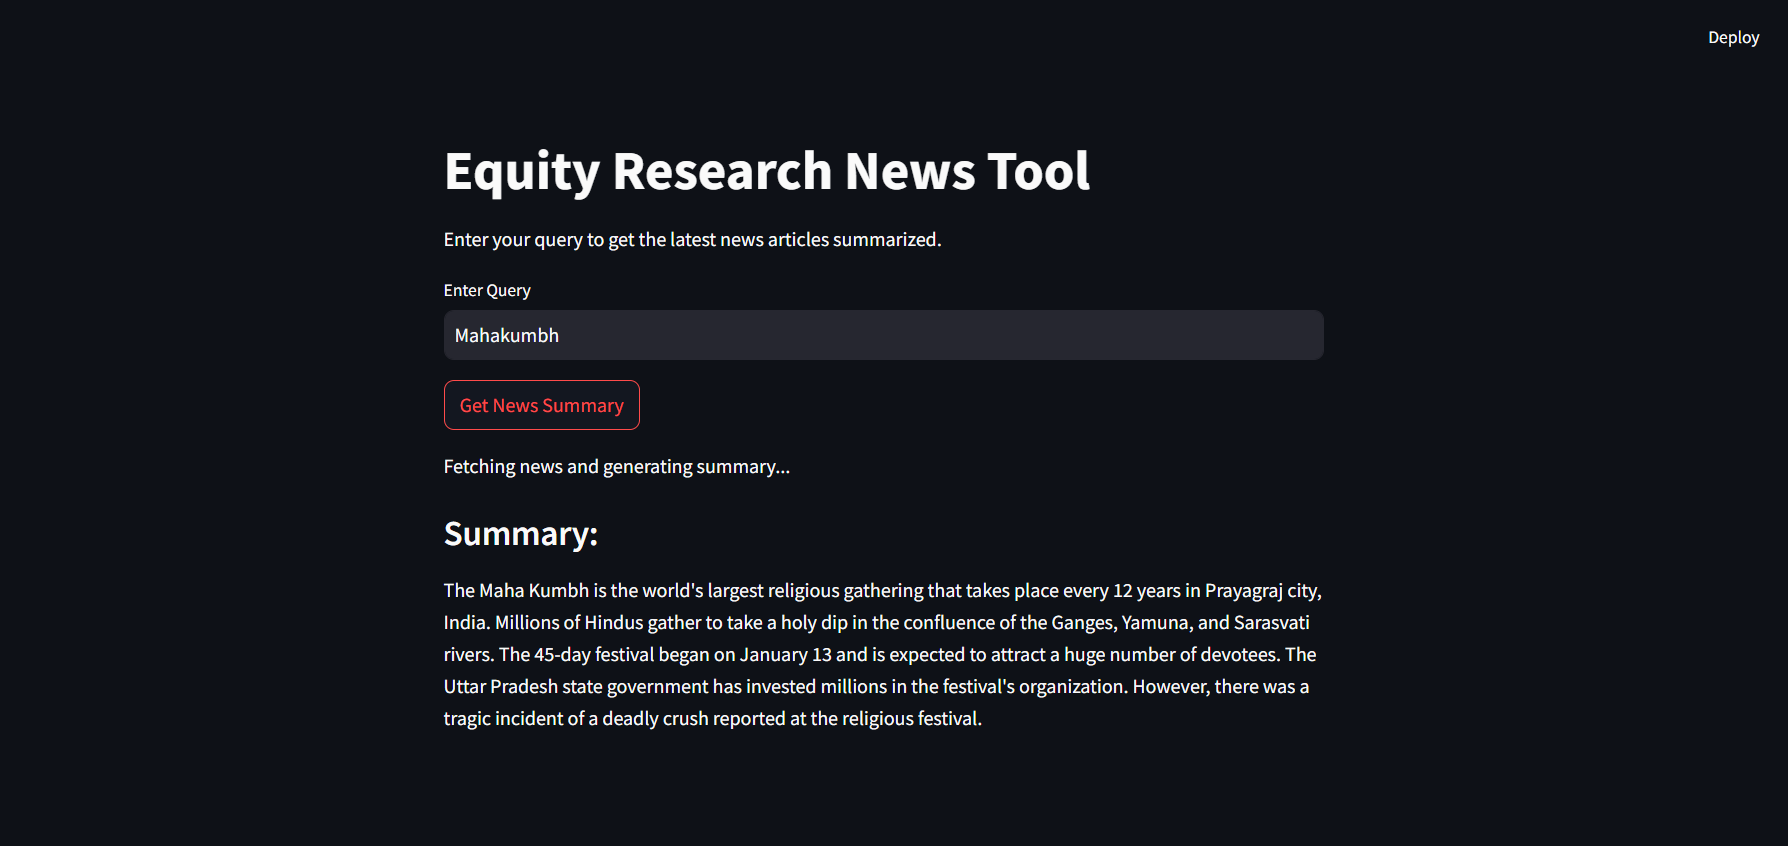 Deploy
Equity Research News Tool
Enter your query to get the latest news articles summarized.
Enter Query
Mahakumbh
Get News Summary
Fetching news and generating summary...
Summary:
The Maha Kumbh is the world's largest religious gathering that takes place every 12 years in Prayagraj city,
India. Millions of Hindus gather to take a holy dip in the confluence of the Ganges, Yamuna, and Sarasvati
rivers. The 45-day festival began on January 13 and is expected to attract a huge number of devotees. The
Uttar Pradesh state government has invested millions in the festival's organization. However, there was a
tragic incident of a deadly crush reported at the religious festival.